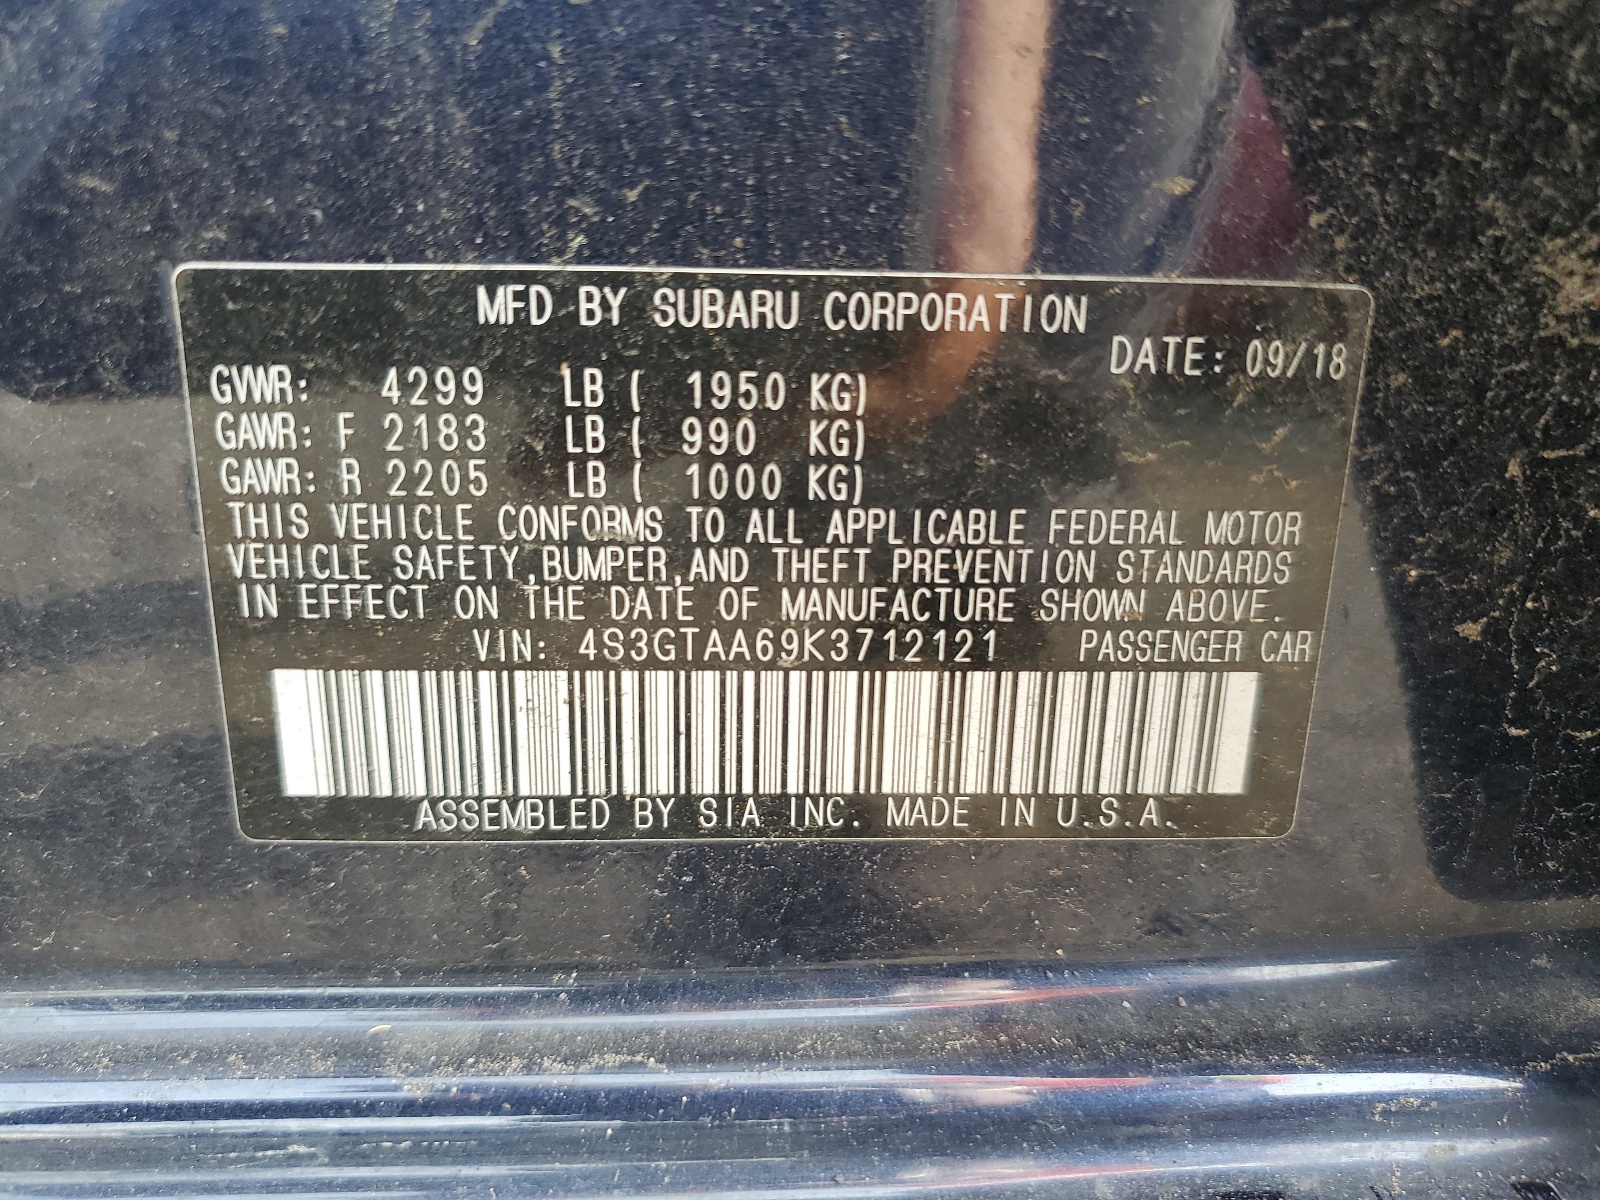 MFD BY SUBARU CORPORATION
DATE: 09/18
GVWR: 4299 LB ( 1950 KG)
GAWR: F 2183 LB ( 990 KG)
GAWR: R 2205 LB ( 1000 KG)
THIS VEHICLE CONFORMS TO ALL APPLICABLE FEDERAL MOTOR
VEHICLE SAFETY,BUMPER,AND THEFT PREVENTION STANDARDS
IN EFFECT ON THE DATE OF MANUFACTURE SHOWN ABOVE.
VIN: 4S3GTAA69K3712121 PASSENGER CAR
ASSEMBLED BY SIA INC. MADE IN U.S.A.